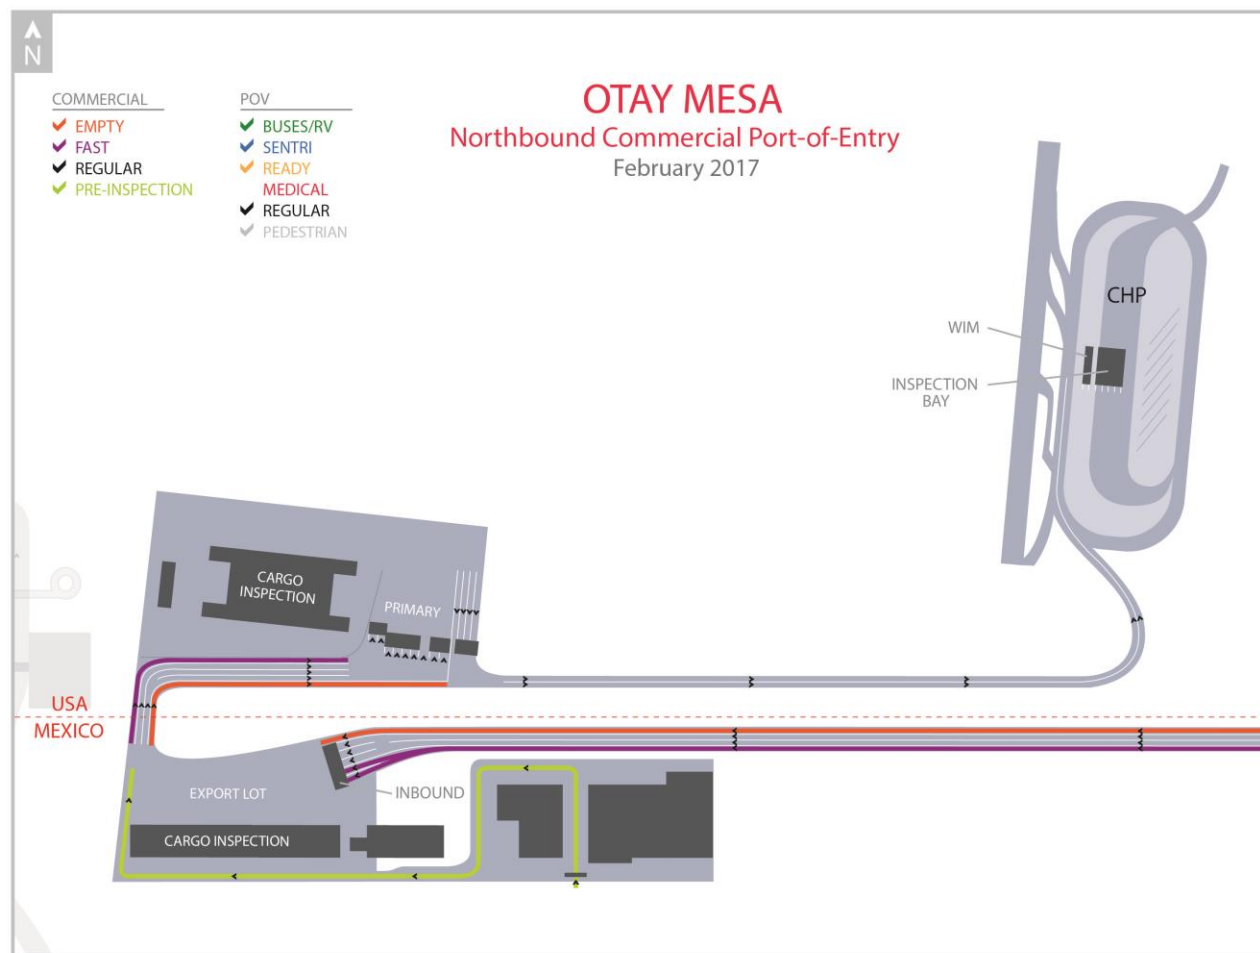 N
COMMERCIAL
EMPTY
FAST
REGULAR
PRE-INSPECTION
POV
BUSES/RV
SENTRI
READY
MEDICAL
REGULAR
PEDESTRIAN
OTAY MESA
Northbound Commercial Port-of-Entry
February 2017
CHP
WIM
INSPECTION
BAY
CARGO
INSPECTION
PRIMARY
USA
MEXICO
EXPORT LOT
INBOUND
CARGO INSPECTION